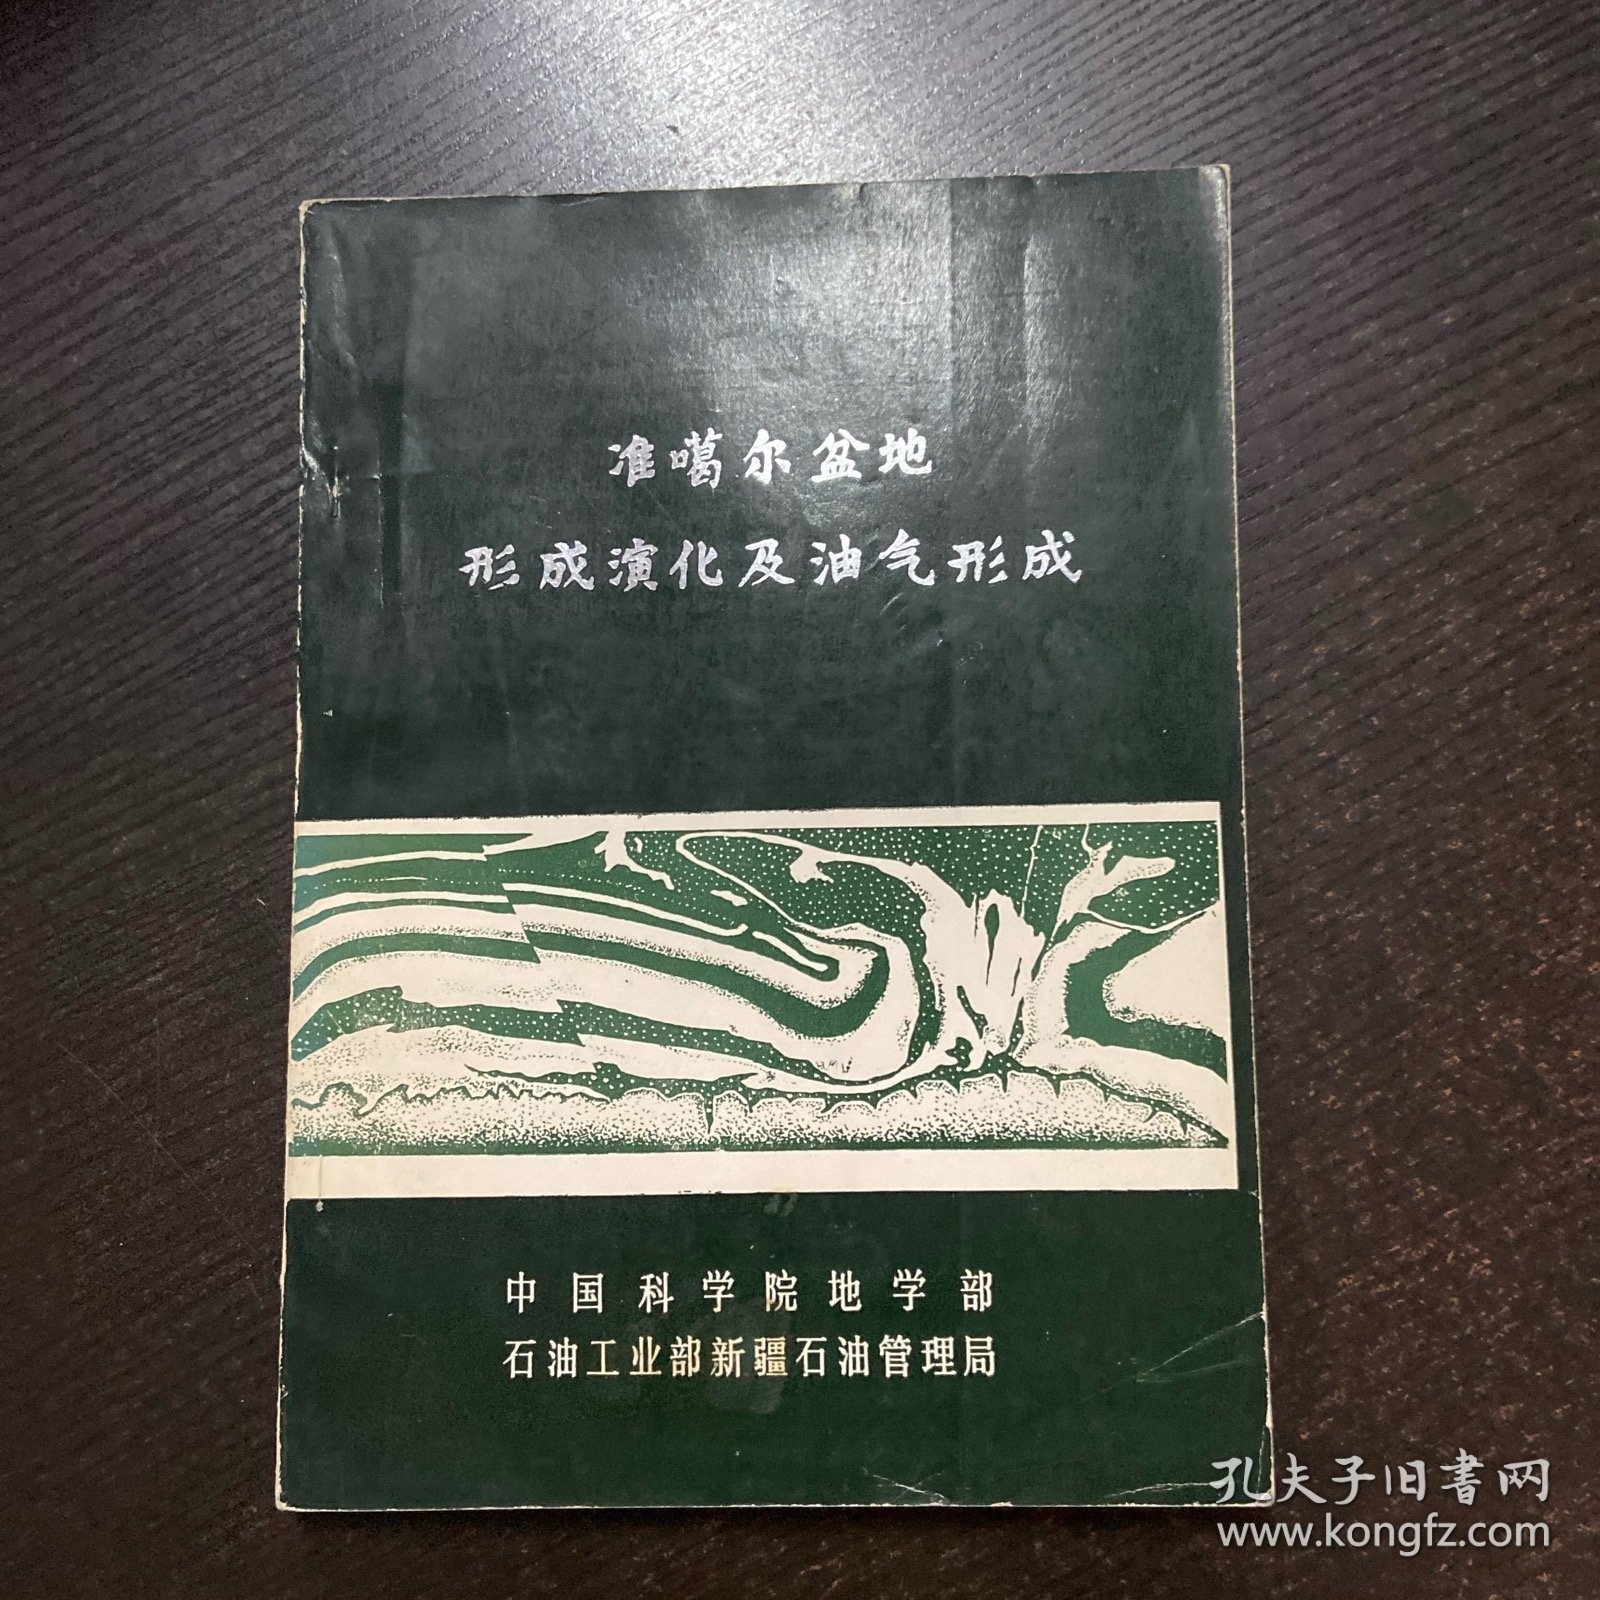 准噶尔盆地
形成演化及油气形成
中国科学院地学部
石油工业部新疆石油管理局
孔夫子旧书网
www.kongfz.com